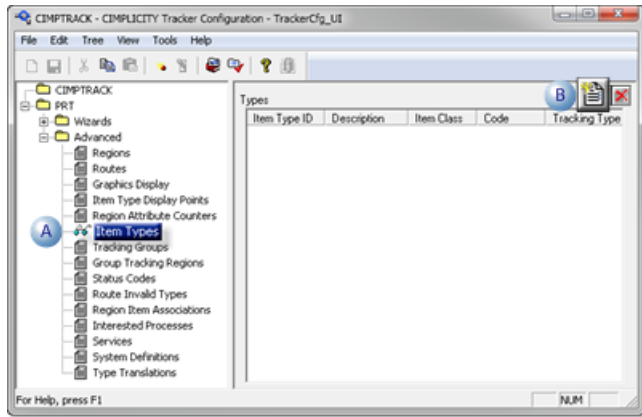 CIMPTRACK - CIMPLICITY Tracker Configuration - TrackerCfg_UI
File Edit Tree View Tools Help
CIMPTRACK
PRT
Wizards
Advanced
Regions
Routes
Graphics Display
Item Type Display Points
Region Attribute Counters
A Item Types
Tracking Groups
Group Tracking Regions
Status Codes
Route Invalid Types
Region Item Associations
Interested Processes
Services
System Definitions
Type Translations
Types B
Item Type ID Description Item Class Code Tracking Type
For Help, press F1 NUM